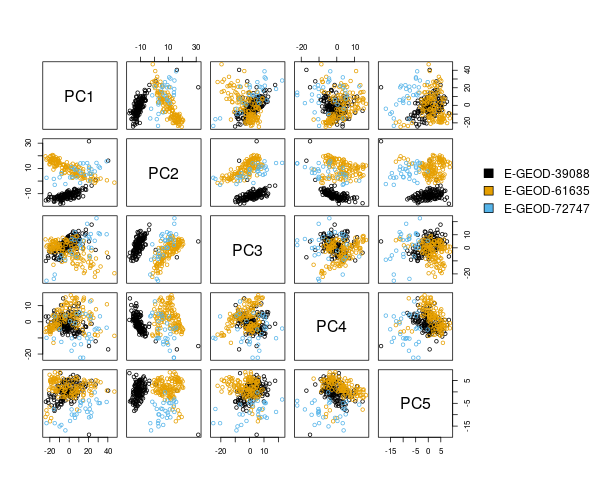 -10 10 30
-20 0 10
PC1
-20 0 20 40
-10 10 30
PC2
E-GEOD-39088
E-GEOD-61635
E-GEOD-72747
PC3
-20 0 10
-20 0 10
PC4
PC5
-15 -5 5
-20 0 20 40
-20 0 10
-15 -5 0 5